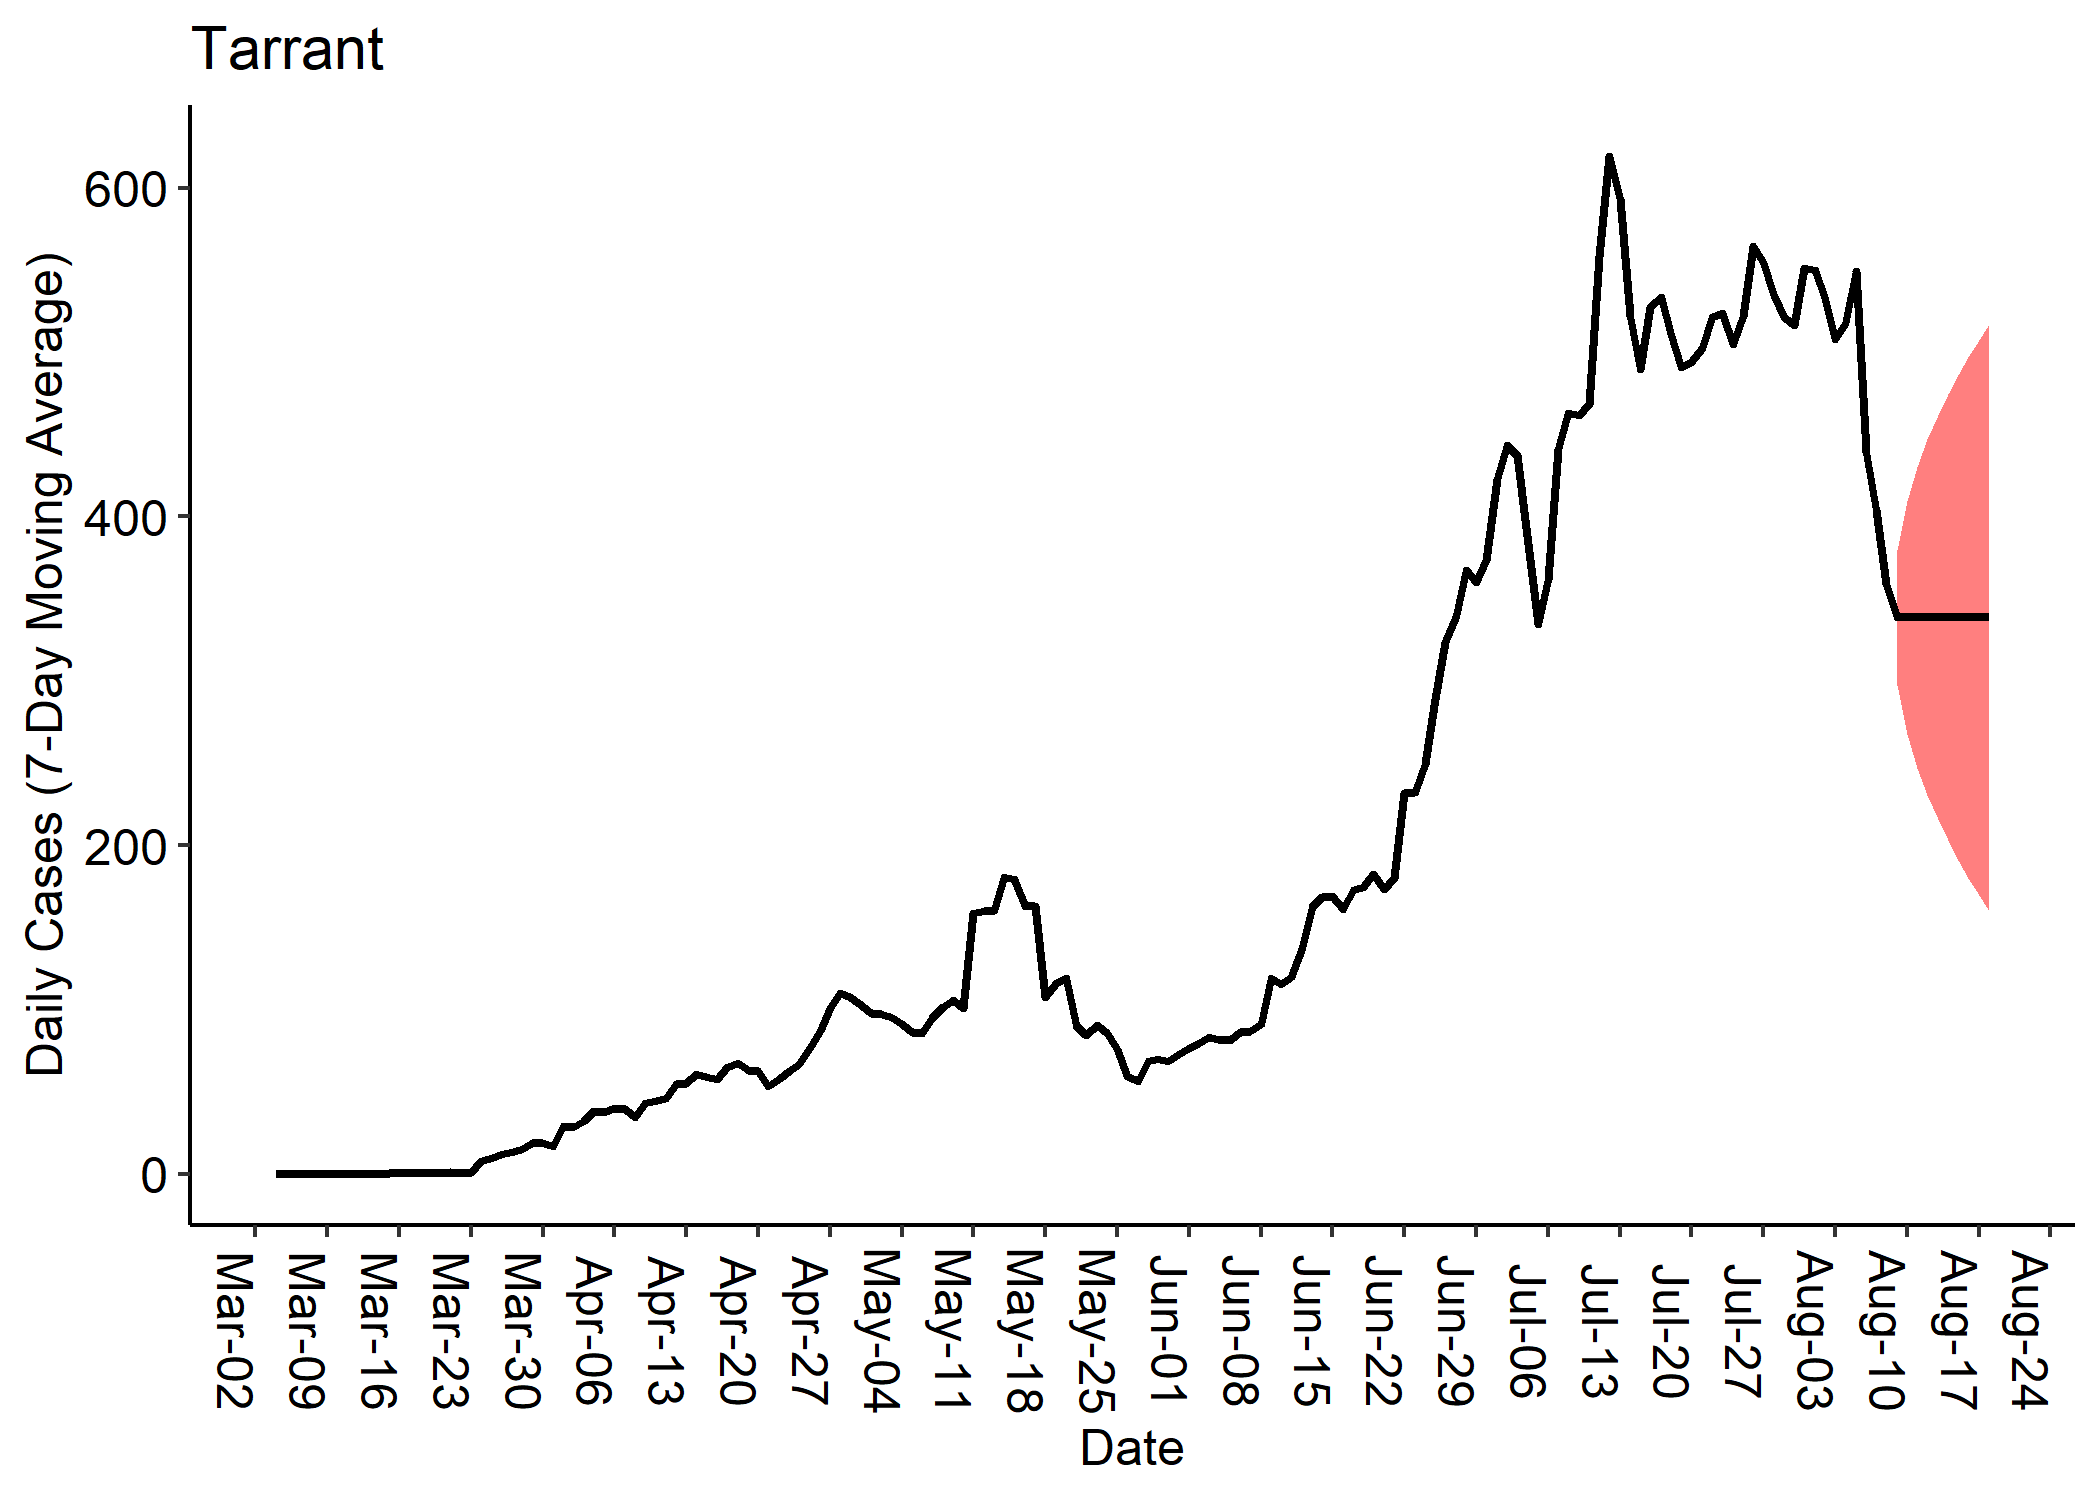 Tarrant
Daily Cases (7-Day Moving Average)
600
400
200
0
Mar-02
Mar-09
Mar-16
Mar-23
Mar-30
Apr-06
Apr-13
Apr-20
Apr-27
May-04
May-11
May-18
May-25
Jun-01
Jun-08
Jun-15
Jun-22
Jun-29
Jul-06
Jul-13
Jul-20
Jul-27
Aug-03
Aug-10
Aug-17
Aug-24
Date